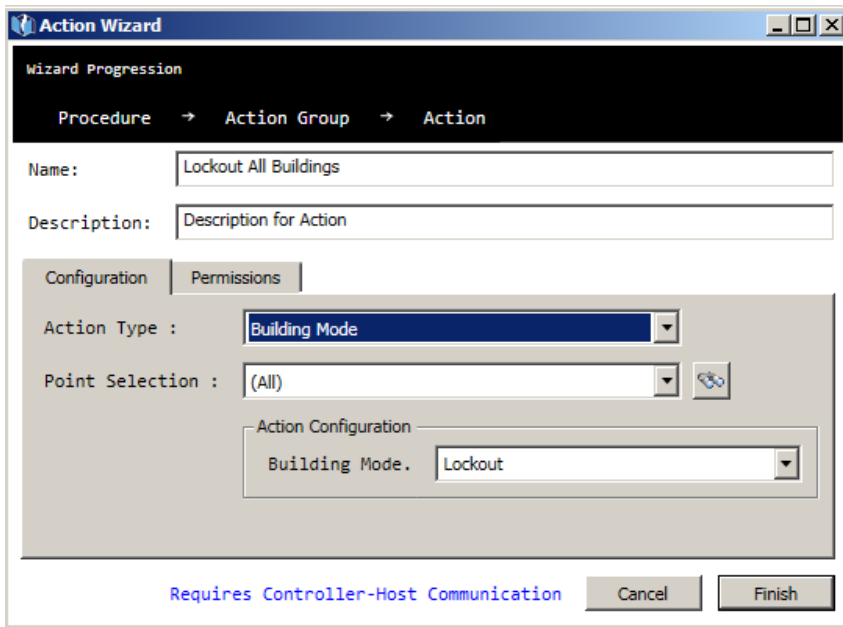 Action Wizard
Wizard Progression
Procedure → Action Group → Action
Name: Lockout All Buildings
Description: Description for Action
Configuration Permissions
Action Type : Building Mode
Point Selection : (All)
Action Configuration
Building Mode. Lockout
Requires Controller-Host Communication Cancel Finish